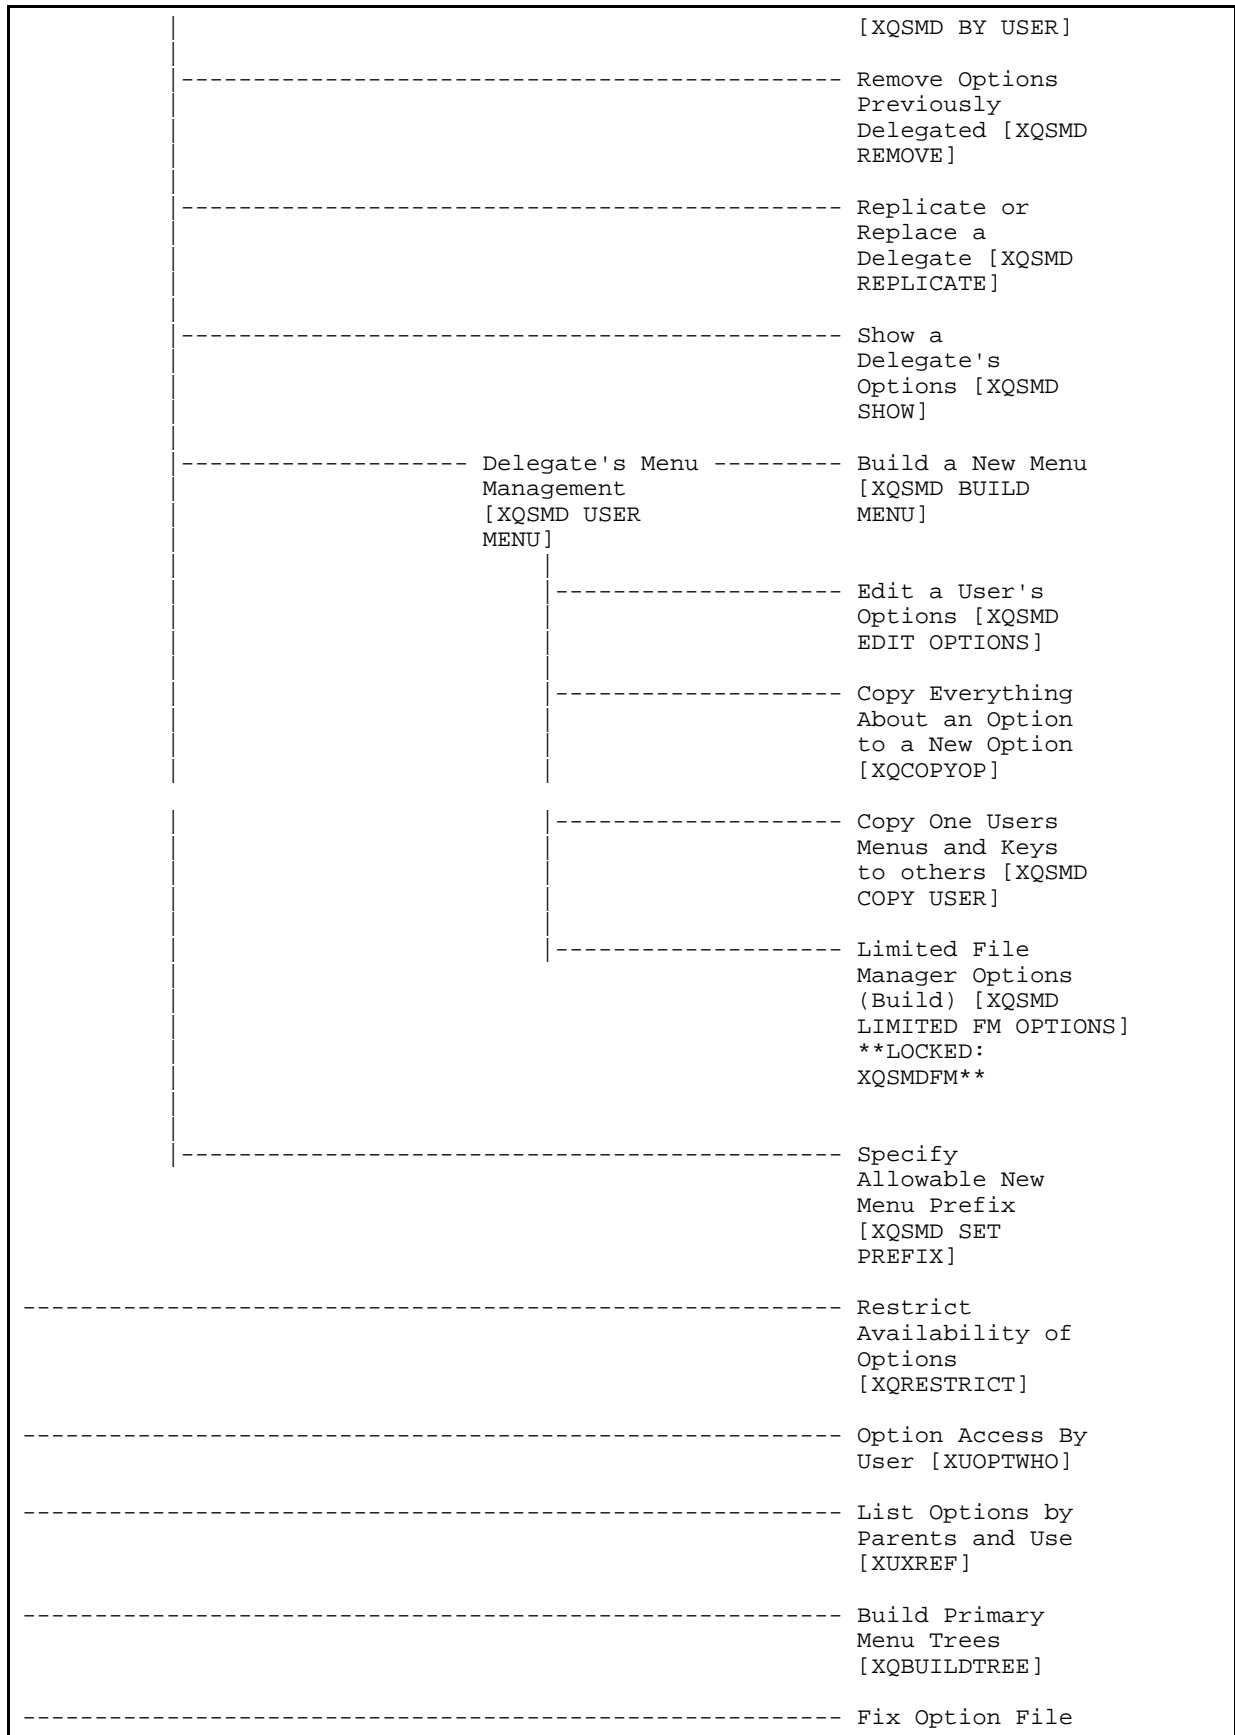 [XQSMD BY USER]
Remove Options
Previously
Delegated [XQSMD
REMOVE]
Replicate or
Replace a
Delegate [XQSMD
REPLICATE]
Show a
Delegate's
Options [XQSMD
SHOW]
Delegate's Menu
Management
[XQSMD USER
MENU]
Build a New Menu
[XQSMD BUILD
MENU]
Edit a User's
Options [XQSMD
EDIT OPTIONS]
Copy Everything
About an Option
to a New Option
[XQCOPYOP]
Copy One Users
Menus and Keys
to others [XQSMD
COPY USER]
Limited File
Manager Options
(Build) [XQSMD
LIMITED FM OPTIONS]
**LOCKED:
XQSMDFM**
Specify
Allowable New
Menu Prefix
[XQSMD SET
PREFIX]
Restrict
Availability of
Options
[XQRESTRICT]
Option Access By
User [XUOPTWHO]
List Options by
Parents and Use
[XUXREF]
Build Primary
Menu Trees
[XQBUILDTREE]
Fix Option File